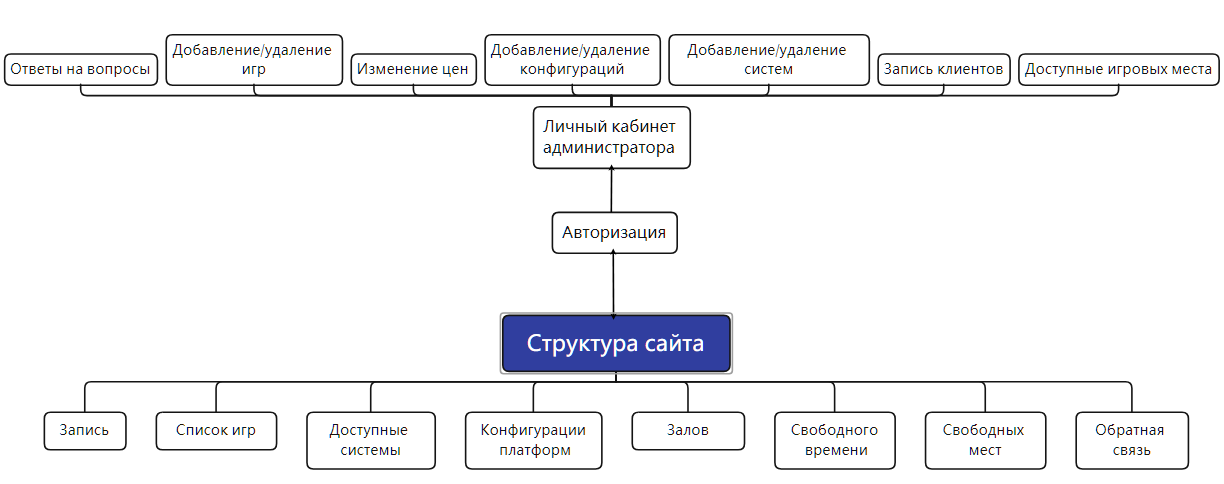 Ответы на вопросы
Добавление/удаление
игр
Изменение цен
Добавление/удаление
конфигураций
Добавление/удаление
систем
Запись клиентов
Доступные игровых места
Личный кабинет
администратора
Авторизация
Структура сайта
Запись
Список игр
Доступные
системы
Конфигурации
платформ
Залов
Свободного
времени
Свободных
мест
Обратная
связь